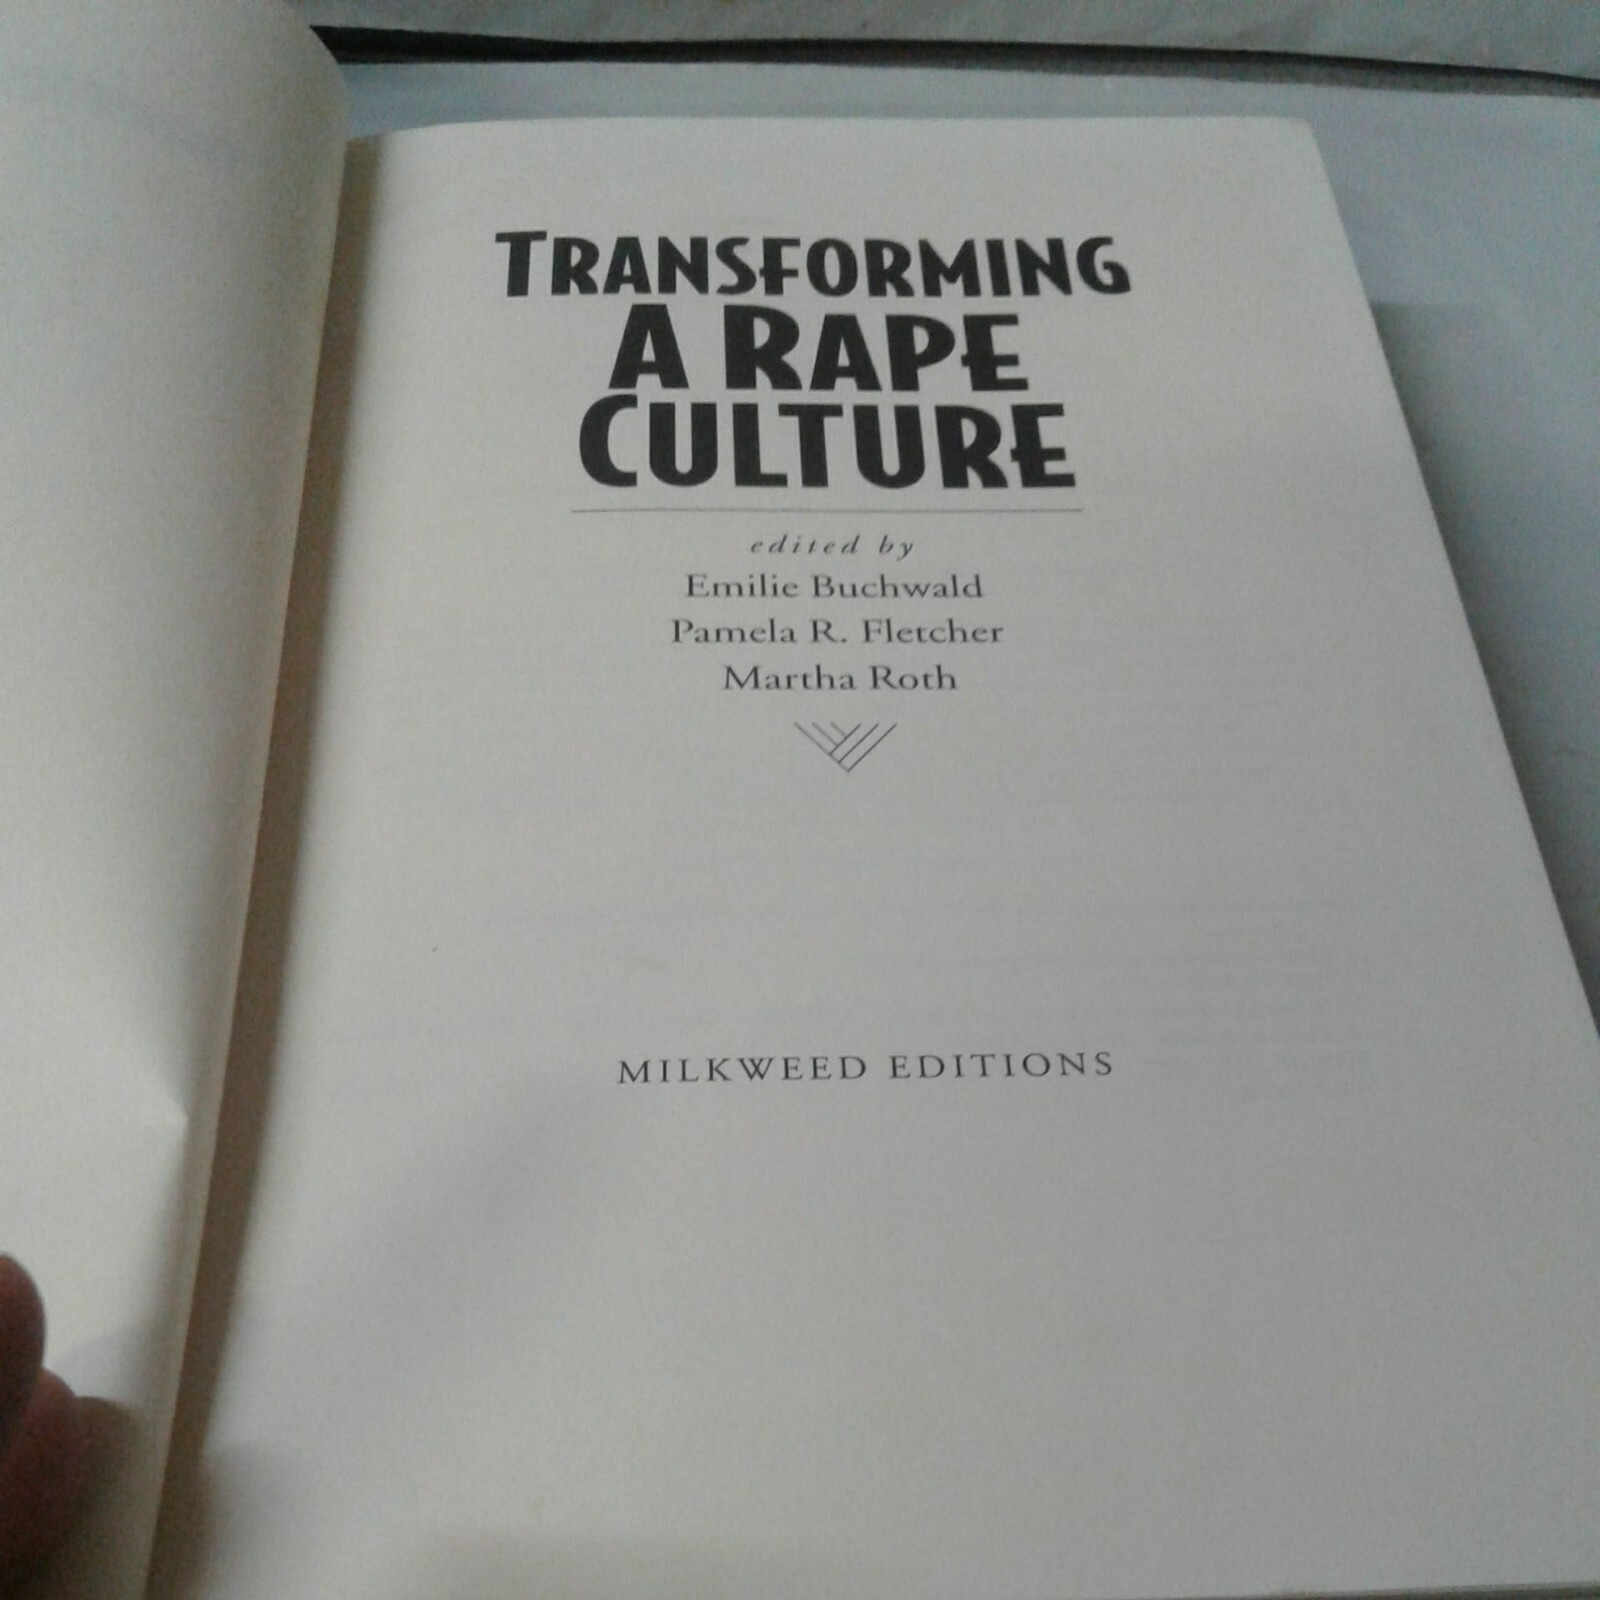 TRANSFORMING
A RAPE
CULTURE
edited by
Emilie Buchwald
Pamela R. Fletcher
Martha Roth
MILKWEED EDITIONS